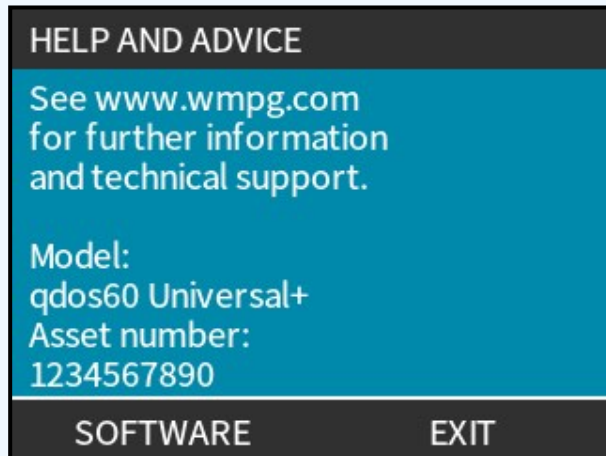 HELP AND ADVICE
See www.wmpg.com
for further information
and technical support.
Model:
qdos60 Universal+
Asset number:
1234567890
SOFTWARE EXIT